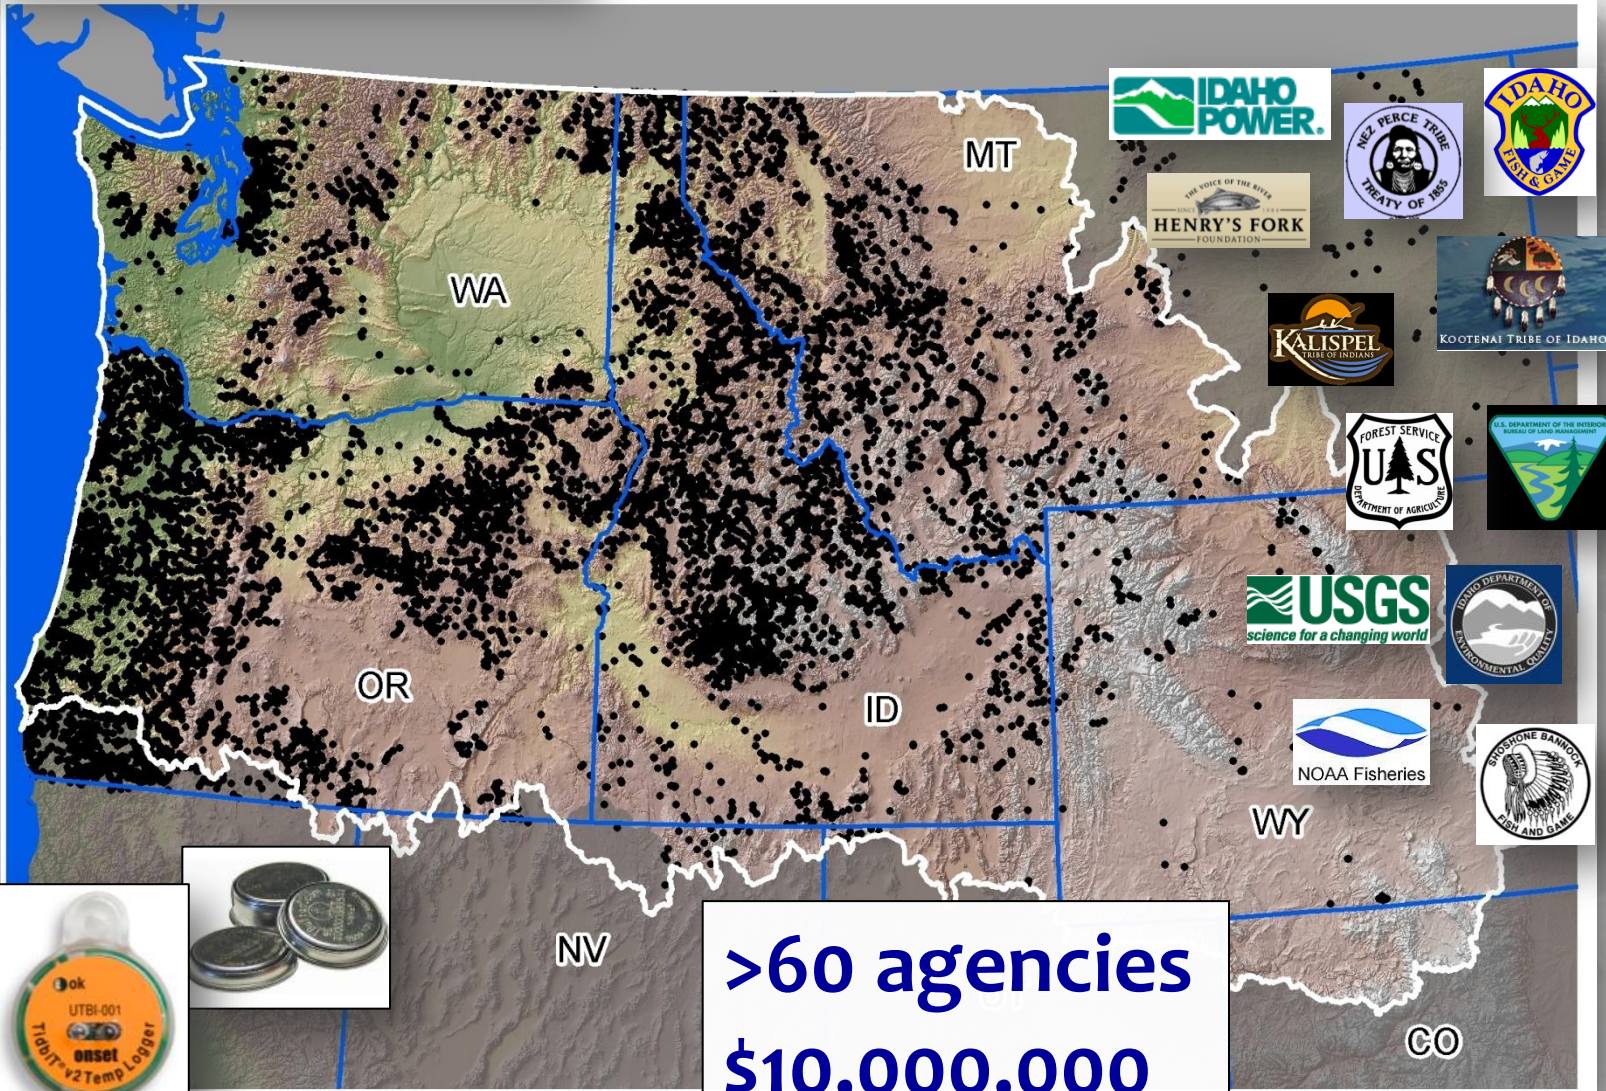 IDAHO
POWER.
NEZ PERCE TRIBE
TREATY OF 1855
IDAHO
FISH & GAME
MT
THE VOICE OF THE RIVER
HENRY'S FORK
FOUNDATION
WA
KALISPEL
TRIBE OF INDIANS
KOOTENAI TRIBE OF IDAHO
FOREST SERVICE
U S
DEPARTMENT OF AGRICULTURE
U.S. DEPARTMENT OF THE INTERIOR
BUREAU OF LAND MANAGEMENT
USGS
science for a changing world
IDAHO DEPARTMENT OF
ENVIRONMENTAL QUALITY
OR
ID
NOAA Fisheries
SHOSHONE BANNOCK
FISH AND GAME
WY
NV
>60 agencies
$10,000,000
CO
ok
UTBI-001
onset
TidbiT v2 Temp Logger